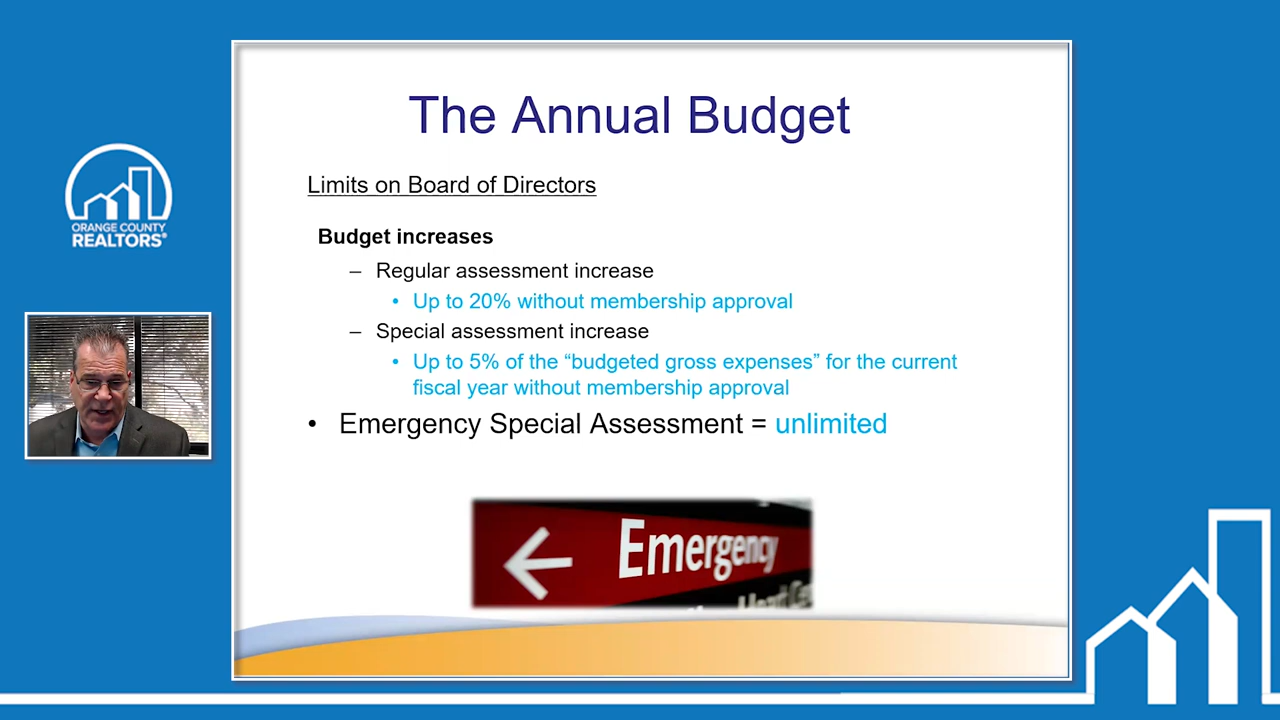 The Annual Budget
Limits on Board of Directors
Budget increases
– Regular assessment increase
• Up to 20% without membership approval
– Special assessment increase
• Up to 5% of the “budgeted gross expenses” for the current
fiscal year without membership approval
• Emergency Special Assessment = unlimited
Emergency
ORANGE COUNTY
REALTORS®